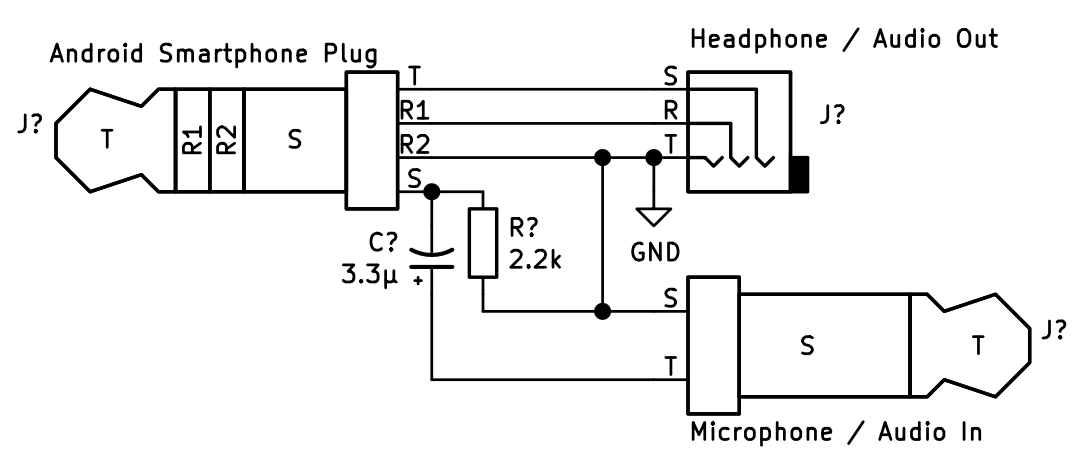 Headphone / Audio Out
Android Smartphone Plug
T
S
R1
R
J?
J?
T
R1
R2
S
R2
T
S
C?
3.3µ
+
R?
2.2k
GND
S
T
S
T
J?
Microphone / Audio In